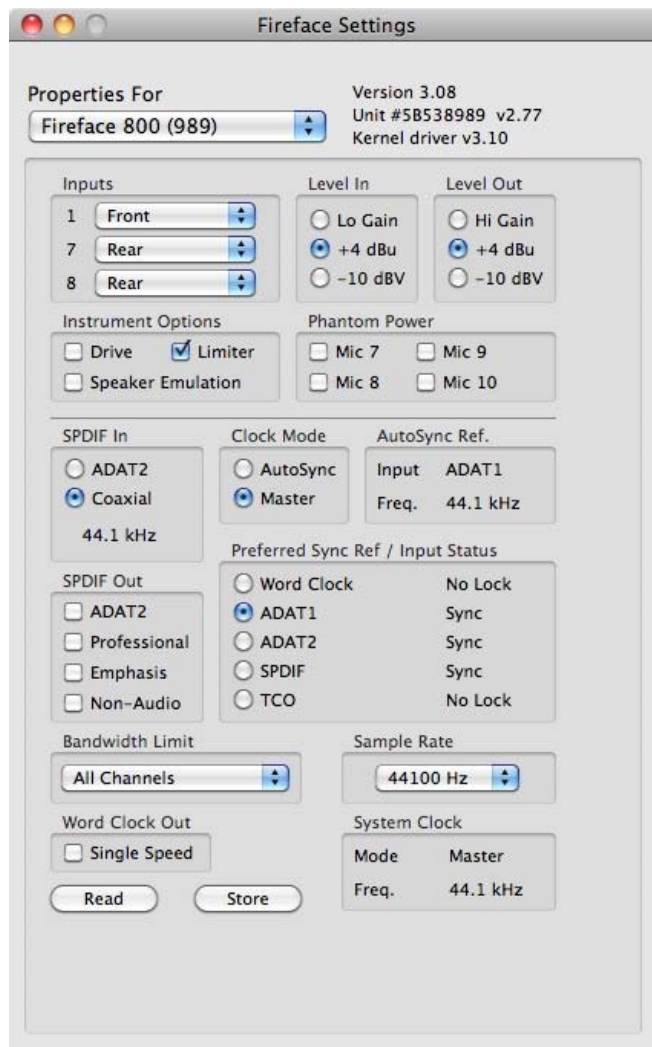 Fireface Settings
Properties For
Fireface 800 (989)
Version 3.08
Unit #5B538989 v2.77
Kernel driver v3.10
Inputs
1 Front
7 Rear
8 Rear
Level In
Lo Gain
+4 dBu
-10 dBV
Level Out
Hi Gain
+4 dBu
-10 dBV
Instrument Options
Drive Limiter
Speaker Emulation
Phantom Power
Mic 7 Mic 9
Mic 8 Mic 10
SPDIF In
ADAT2
Coaxial
44.1 kHz
Clock Mode
AutoSync
Master
AutoSync Ref.
Input ADAT1
Freq. 44.1 kHz
Preferred Sync Ref / Input Status
Word Clock No Lock
ADAT1 Sync
ADAT2 Sync
SPDIF Sync
TCO No Lock
SPDIF Out
ADAT2
Professional
Emphasis
Non-Audio
Bandwidth Limit
All Channels
Sample Rate
44100 Hz
Word Clock Out
Single Speed
System Clock
Mode Master
Freq. 44.1 kHz
Read Store